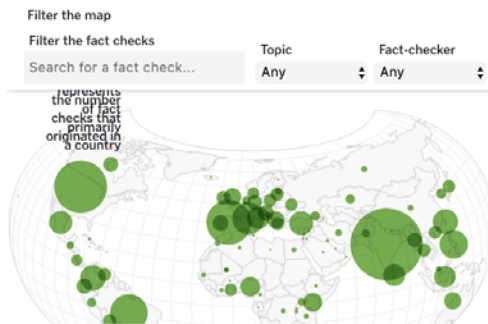 Filter the map
Filter the fact checks
Search for a fact check...
Topic
Any
Fact-checker
Any
represents
the number
of fact
checks that
primarily
originated in
a country